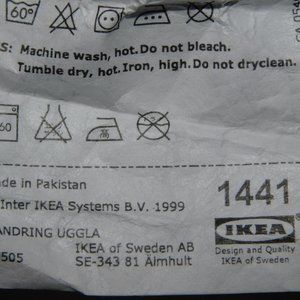 60°
S: Machine wash, hot. Do not bleach.
Tumble dry, hot. Iron, high. Do not dryclean.
60
Made in Pakistan
Inter IKEA Systems B.V. 1999
1441
ANDRING UGGLA
IKEA of Sweden AB
505
SE-343 81 Älmhult
IKEA
Design and Quality
IKEA of Sweden